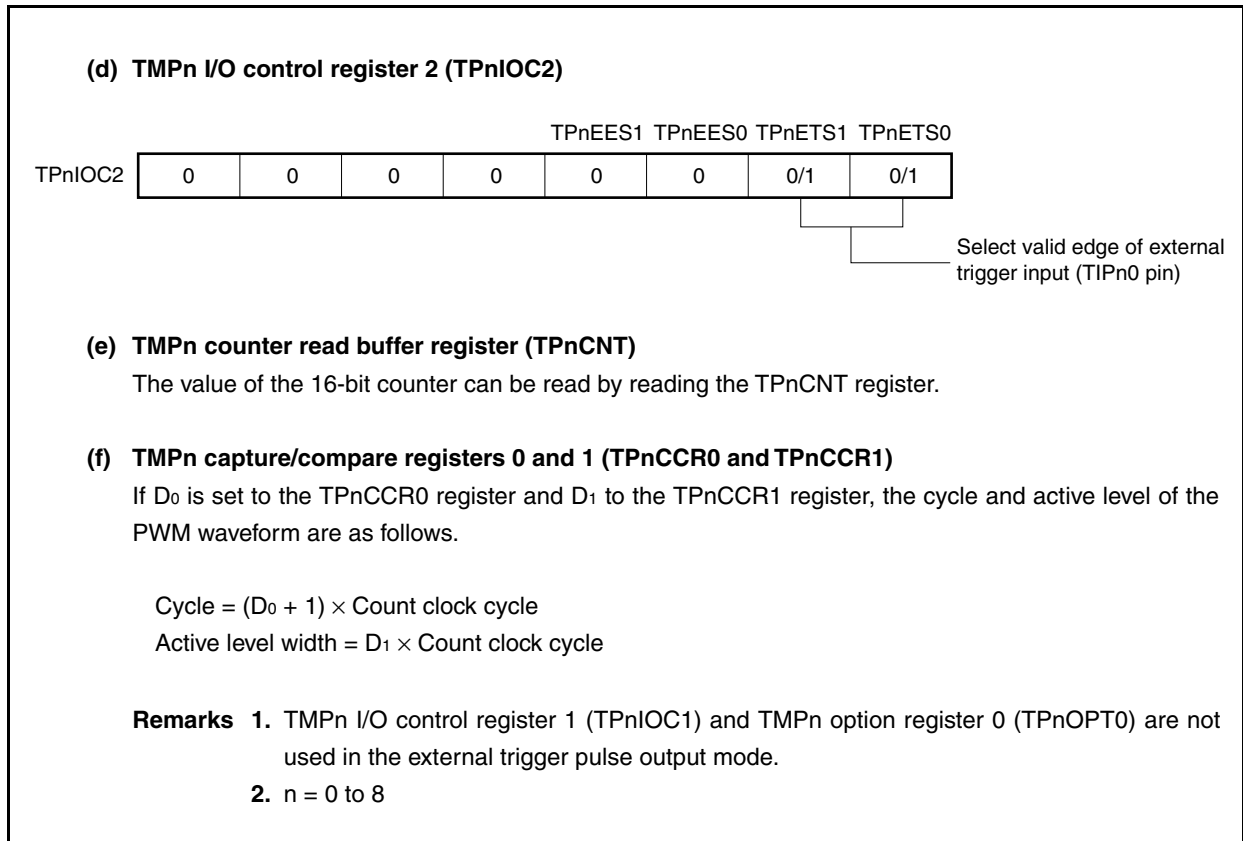 (d) TMPn I/O control register 2 (TPnIOC2)
TPnEES1 TPnEES0 TPnETS1 TPnETS0
TPnIOC2 0 0 0 0 0 0 0/1 0/1
Select valid edge of external
trigger input (TIPn0 pin)
(e) TMPn counter read buffer register (TPnCNT)
The value of the 16-bit counter can be read by reading the TPnCNT register.
(f) TMPn capture/compare registers 0 and 1 (TPnCCR0 and TPnCCR1)
If D0 is set to the TPnCCR0 register and D1 to the TPnCCR1 register, the cycle and active level of the
PWM waveform are as follows.
Cycle = (D0 + 1) × Count clock cycle
Active level width = D1 × Count clock cycle
Remarks 1. TMPn I/O control register 1 (TPnIOC1) and TMPn option register 0 (TPnOPT0) are not
used in the external trigger pulse output mode.
2. n = 0 to 8